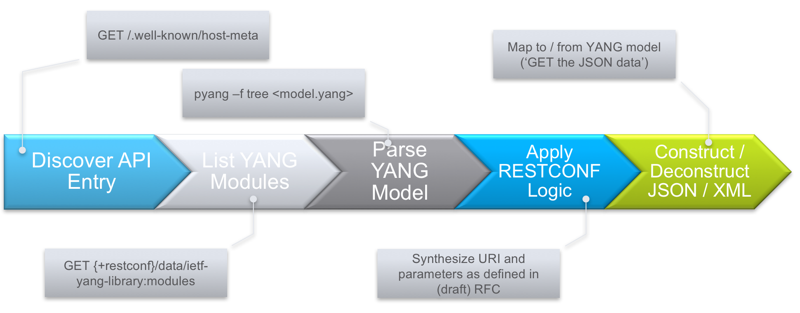 GET /.well-known/host-meta
Map to / from YANG model
(‘GET the JSON data’)
pyang –f tree <model.yang>
Discover API
Entry
List YANG
Modules
Parse
YANG
Model
Apply
RESTCONF
Logic
Construct /
Deconstruct
JSON / XML
GET {+restconf}/data/ietf-
yang-library:modules
Synthesize URI and
parameters as defined in
(draft) RFC